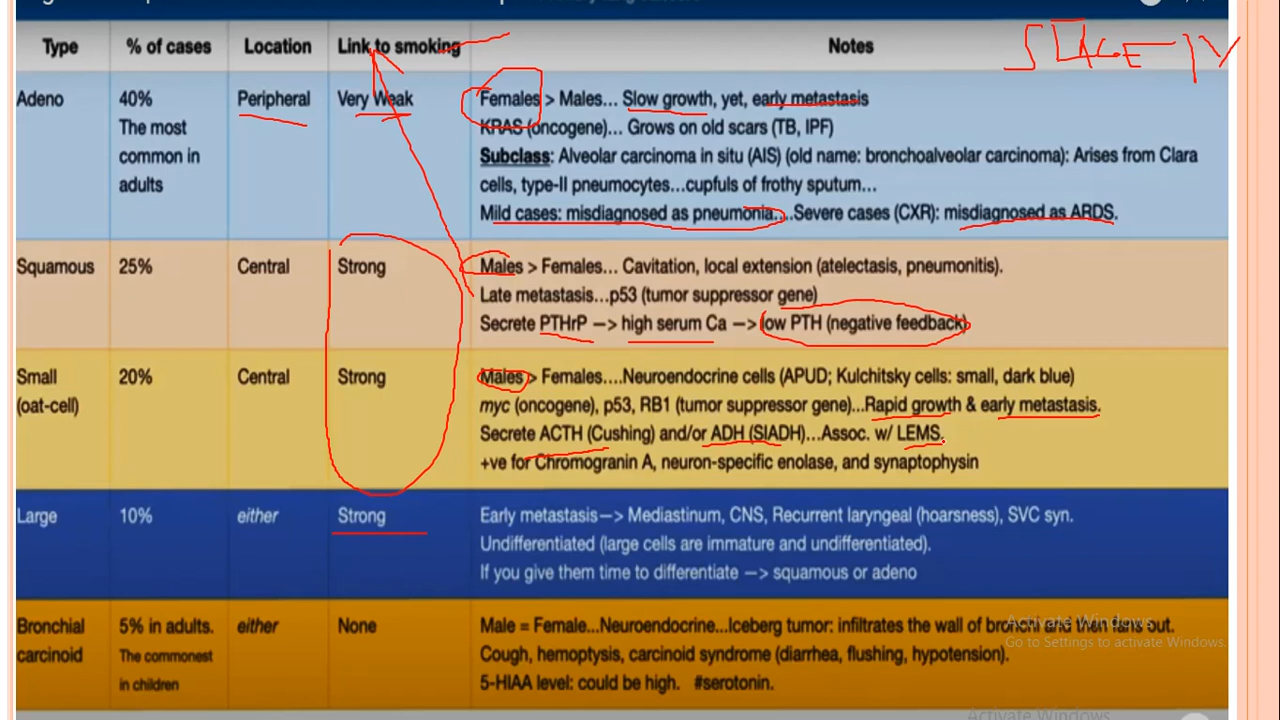 Type % of cases Location Link to smoking Notes
STAGE IV
Adeno 40% Peripheral Very Weak Females > Males... Slow growth, yet, early metastasis
The most KRAS (oncogene)... Grows on old scars (TB, IPF)
common in Subclass: Alveolar carcinoma in situ (AIS) (old name: bronchoalveolar carcinoma): Arises from Clara
adults cells, type-II pneumocytes...cupfuls of frothy sputum...
Mild cases: misdiagnosed as pneumonia....Severe cases (CXR): misdiagnosed as ARDS.
Squamous 25% Central Strong Males > Females... Cavitation, local extension (atelectasis, pneumonitis).
Late metastasis...p53 (tumor suppressor gene)
Secrete PTHrP —> high serum Ca —> low PTH (negative feedback)
Small 20% Central Strong Males > Females....Neuroendocrine cells (APUD; Kulchitsky cells: small, dark blue)
(oat-cell) myc (oncogene), p53, RB1 (tumor suppressor gene)...Rapid growth & early metastasis.
Secrete ACTH (Cushing) and/or ADH (SIADH)...Assoc. w/ LEMS.
+ve for Chromogranin A, neuron-specific enolase, and synaptophysin
Large 10% either Strong Early metastasis—> Mediastinum, CNS, Recurrent laryngeal (hoarsness), SVC syn.
Undifferentiated (large cells are immature and undifferentiated).
If you give them time to differentiate —> squamous or adeno
Bronchial 5% in adults. either None Male = Female...Neuroendocrine...Iceberg tumor: infiltrates the wall of bronchus and then fans out.
carcinoid The commonest Cough, hemoptysis, carcinoid syndrome (diarrhea, flushing, hypotension).
in children 5-HIAA level: could be high. #serotonin.
Activate Windows
Go to Settings to activate Windows.
Activate Windows